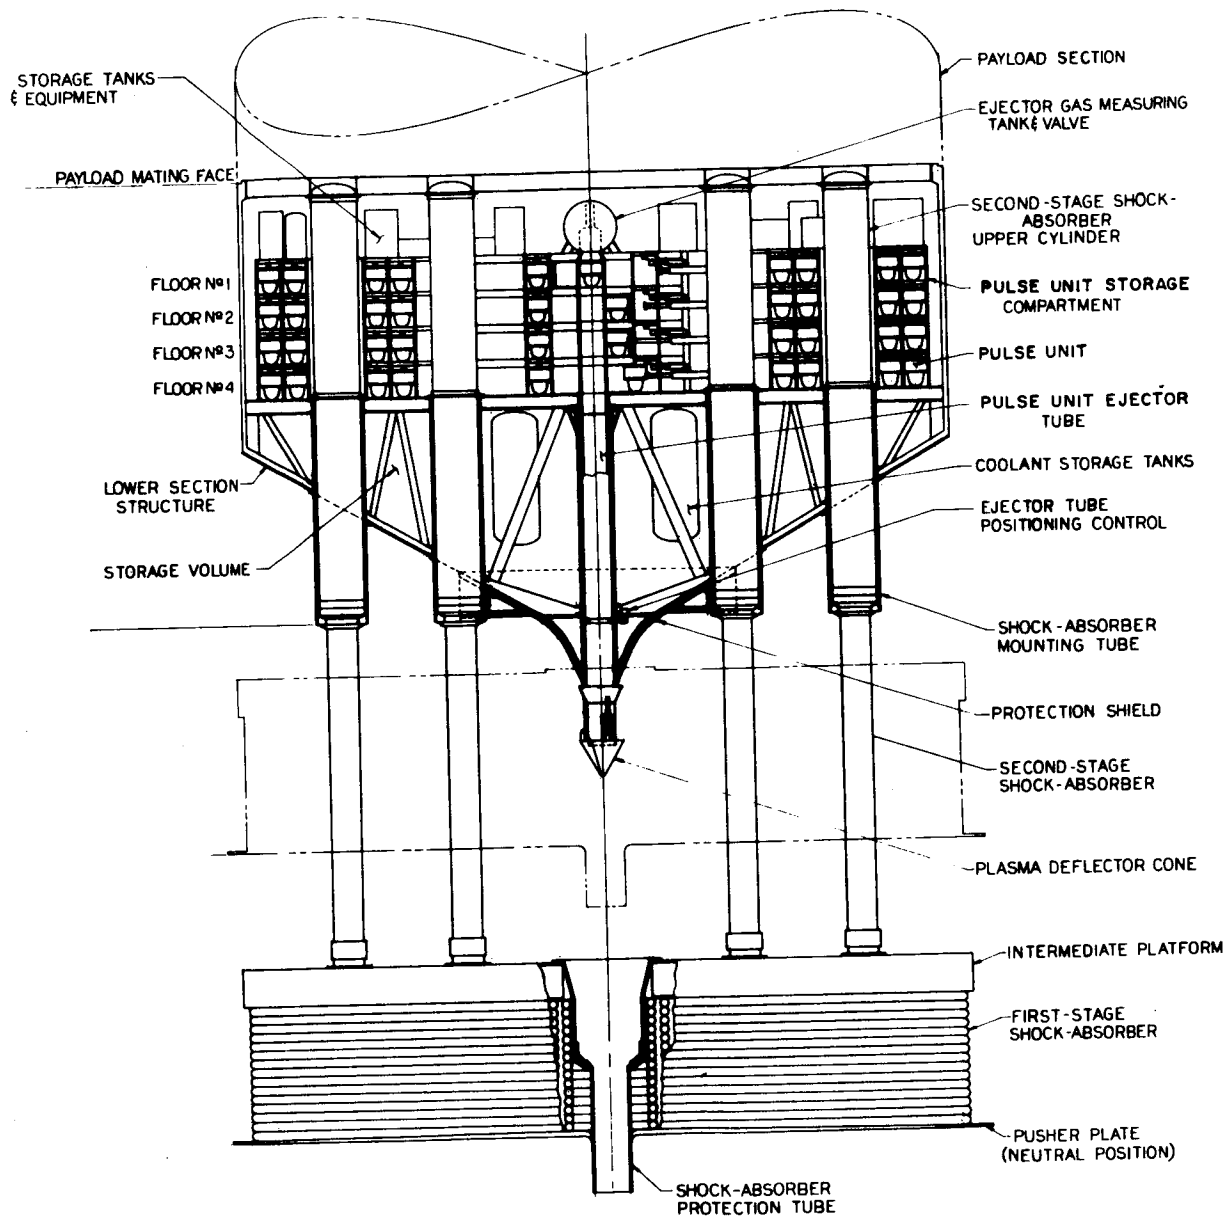 STORAGE TANKS
& EQUIPMENT
PAYLOAD MATING FACE
FLOOR Nº1
FLOOR Nº2
FLOOR Nº3
FLOOR Nº4
LOWER SECTION
STRUCTURE
STORAGE VOLUME
PAYLOAD SECTION
EJECTOR GAS MEASURING
TANK & VALVE
SECOND-STAGE SHOCK-
ABSORBER
UPPER CYLINDER
PULSE UNIT STORAGE
COMPARTMENT
PULSE UNIT
PULSE UNIT EJECTOR
TUBE
COOLANT STORAGE TANKS
EJECTOR TUBE
POSITIONING CONTROL
SHOCK-ABSORBER
MOUNTING TUBE
PROTECTION SHIELD
SECOND-STAGE
SHOCK-ABSORBER
PLASMA DEFLECTOR CONE
INTERMEDIATE PLATFORM
FIRST-STAGE
SHOCK-ABSORBER
PUSHER PLATE
(NEUTRAL POSITION)
SHOCK-ABSORBER
PROTECTION TUBE